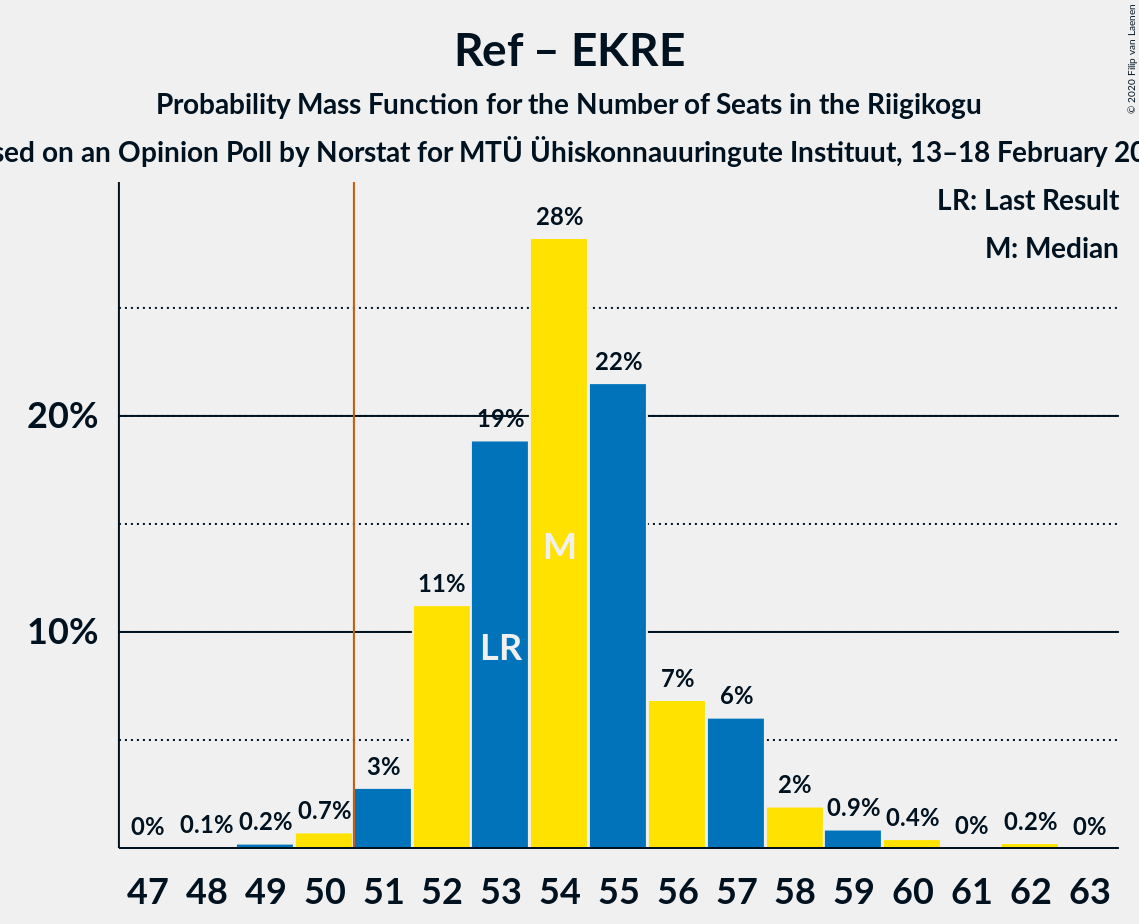 Ref – EKRE
Probability Mass Function for the Number of Seats in the Riigikogu
on an Opinion Poll by Norstat for MTÜ Ühiskonnauuringute Instituut, 13–18 February
© 2020 Filip van Laenen
LR: Last Result
M: Median
28%
22%
20%
19%
M
11%
10%
LR
7%
6%
3%
2%
0% 0.1% 0.2% 0.7% 0.9% 0.4% 0% 0.2% 0%
47 48 49 50 51 52 53 54 55 56 57 58 59 60 61 62 63